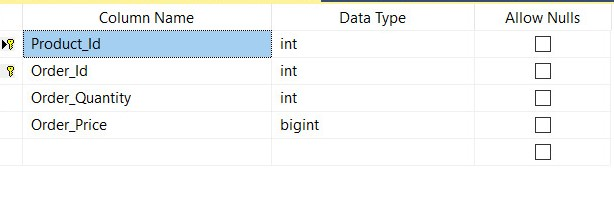 Column Name Data Type Allow Nulls
Product_Id int
Order_Id int
Order_Quantity int
Order_Price bigint